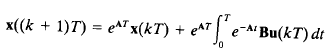 x((k + 1)T) = e^{AT} x(kT) + e^{AT} ∫_0^T e^{-At} Bu(kT) dt